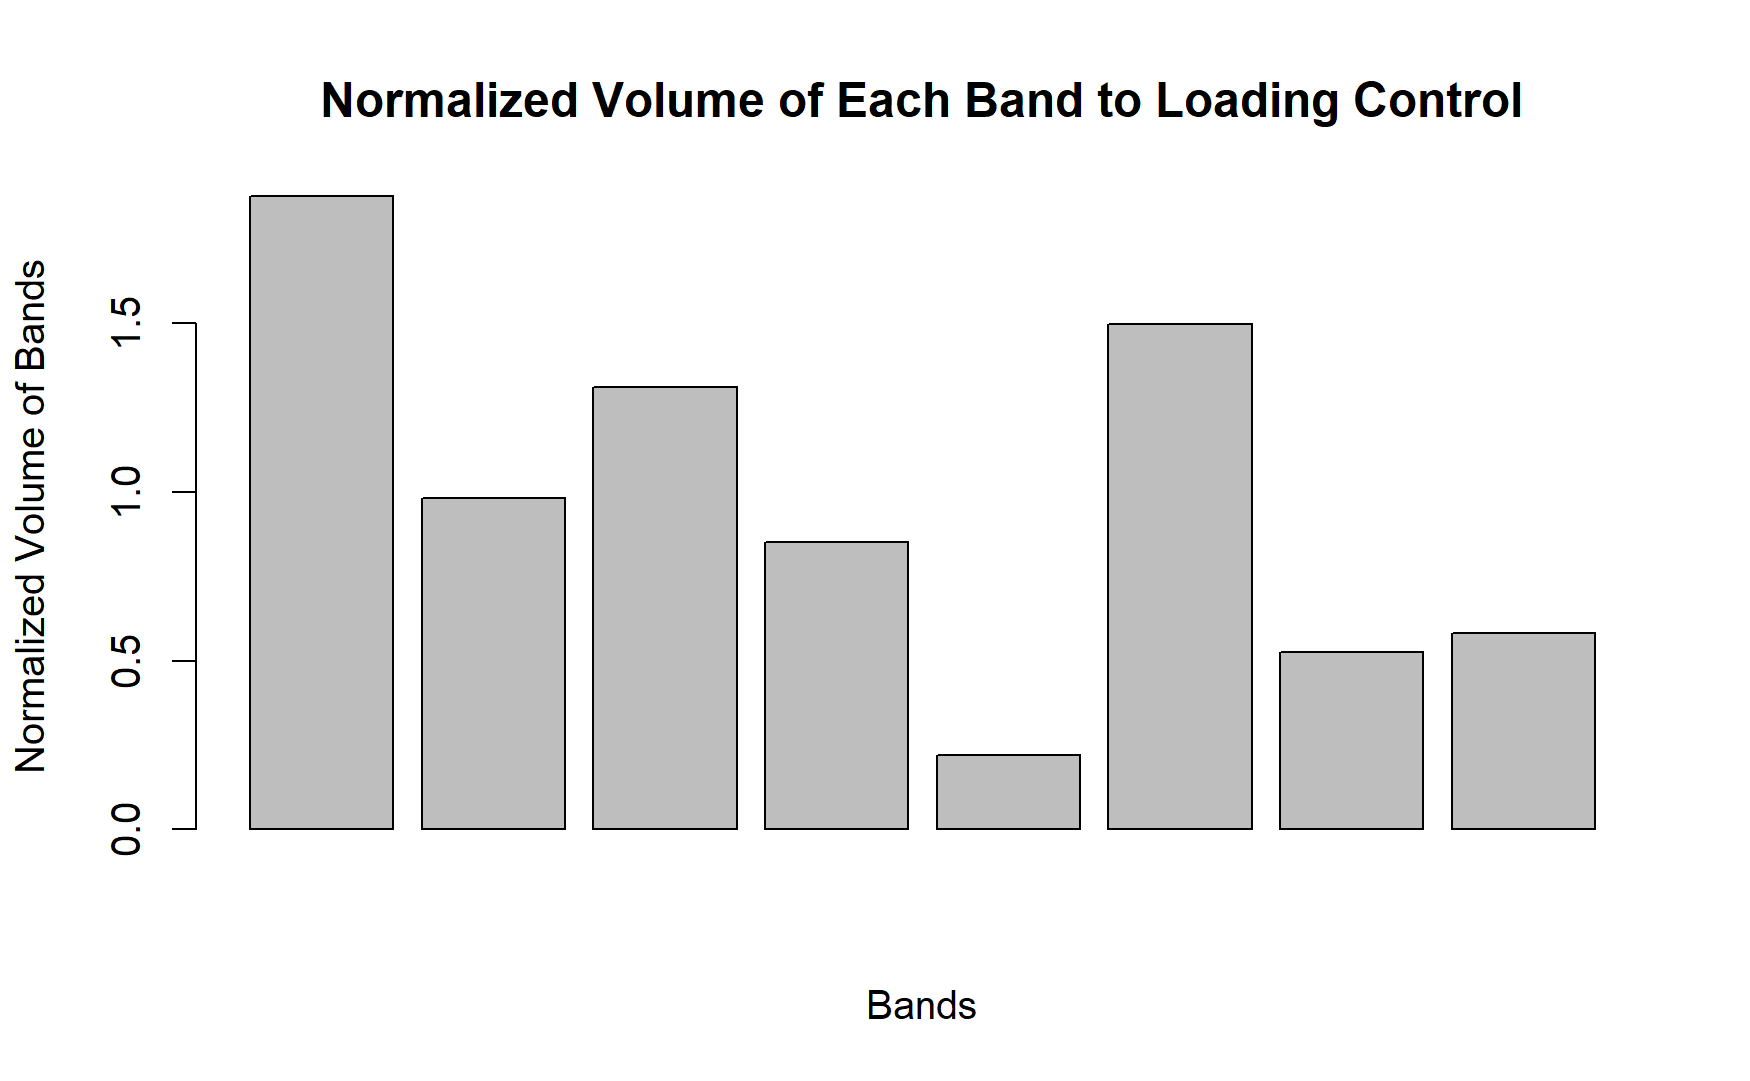 Normalized Volume of Each Band to Loading Control
Normalized Volume of Bands
1.5
1.0
0.5
0.0
Bands